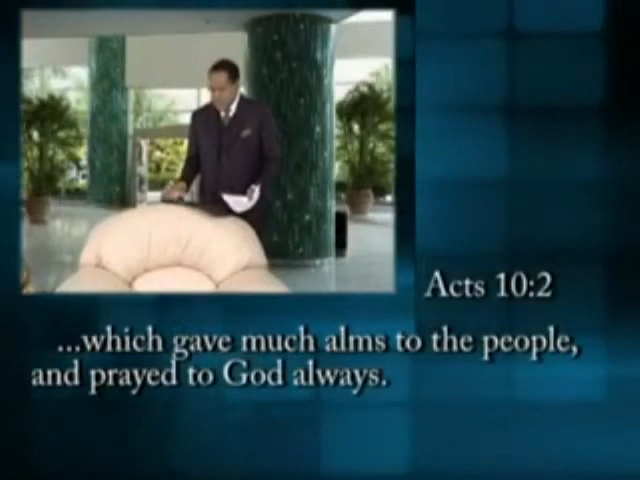 Acts 10:2
...which gave much alms to the people,
and prayed to God always.